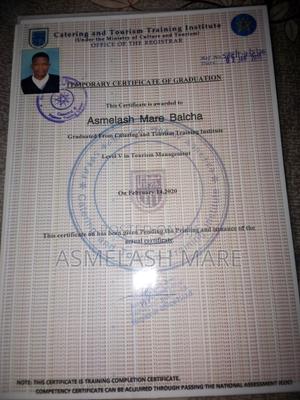 Catering and Tourism Training Institute
(Under the Ministry of Culture and Tourism)
OFFICE OF THE REGISTRAR
TEMPORARY CERTIFICATE OF GRADUATION
This Certificate is awarded to
Asmelash Mare Balcha
Graduated From Catering and Tourism Training Institute
Level V in Tourism Management
On February 14,2020
This certificate on has been given Pending the Printing and issuance of the
actual certificate
ASMELASH MARE
NOTE: THIS CERTIFICATE IS TRAINING COMPLETION CERTIFICATE.
COMPETENCY CERTIFICATE CAN BE ACQUIRED THROUGH PASSING THE NATIONAL ASSESSMENT